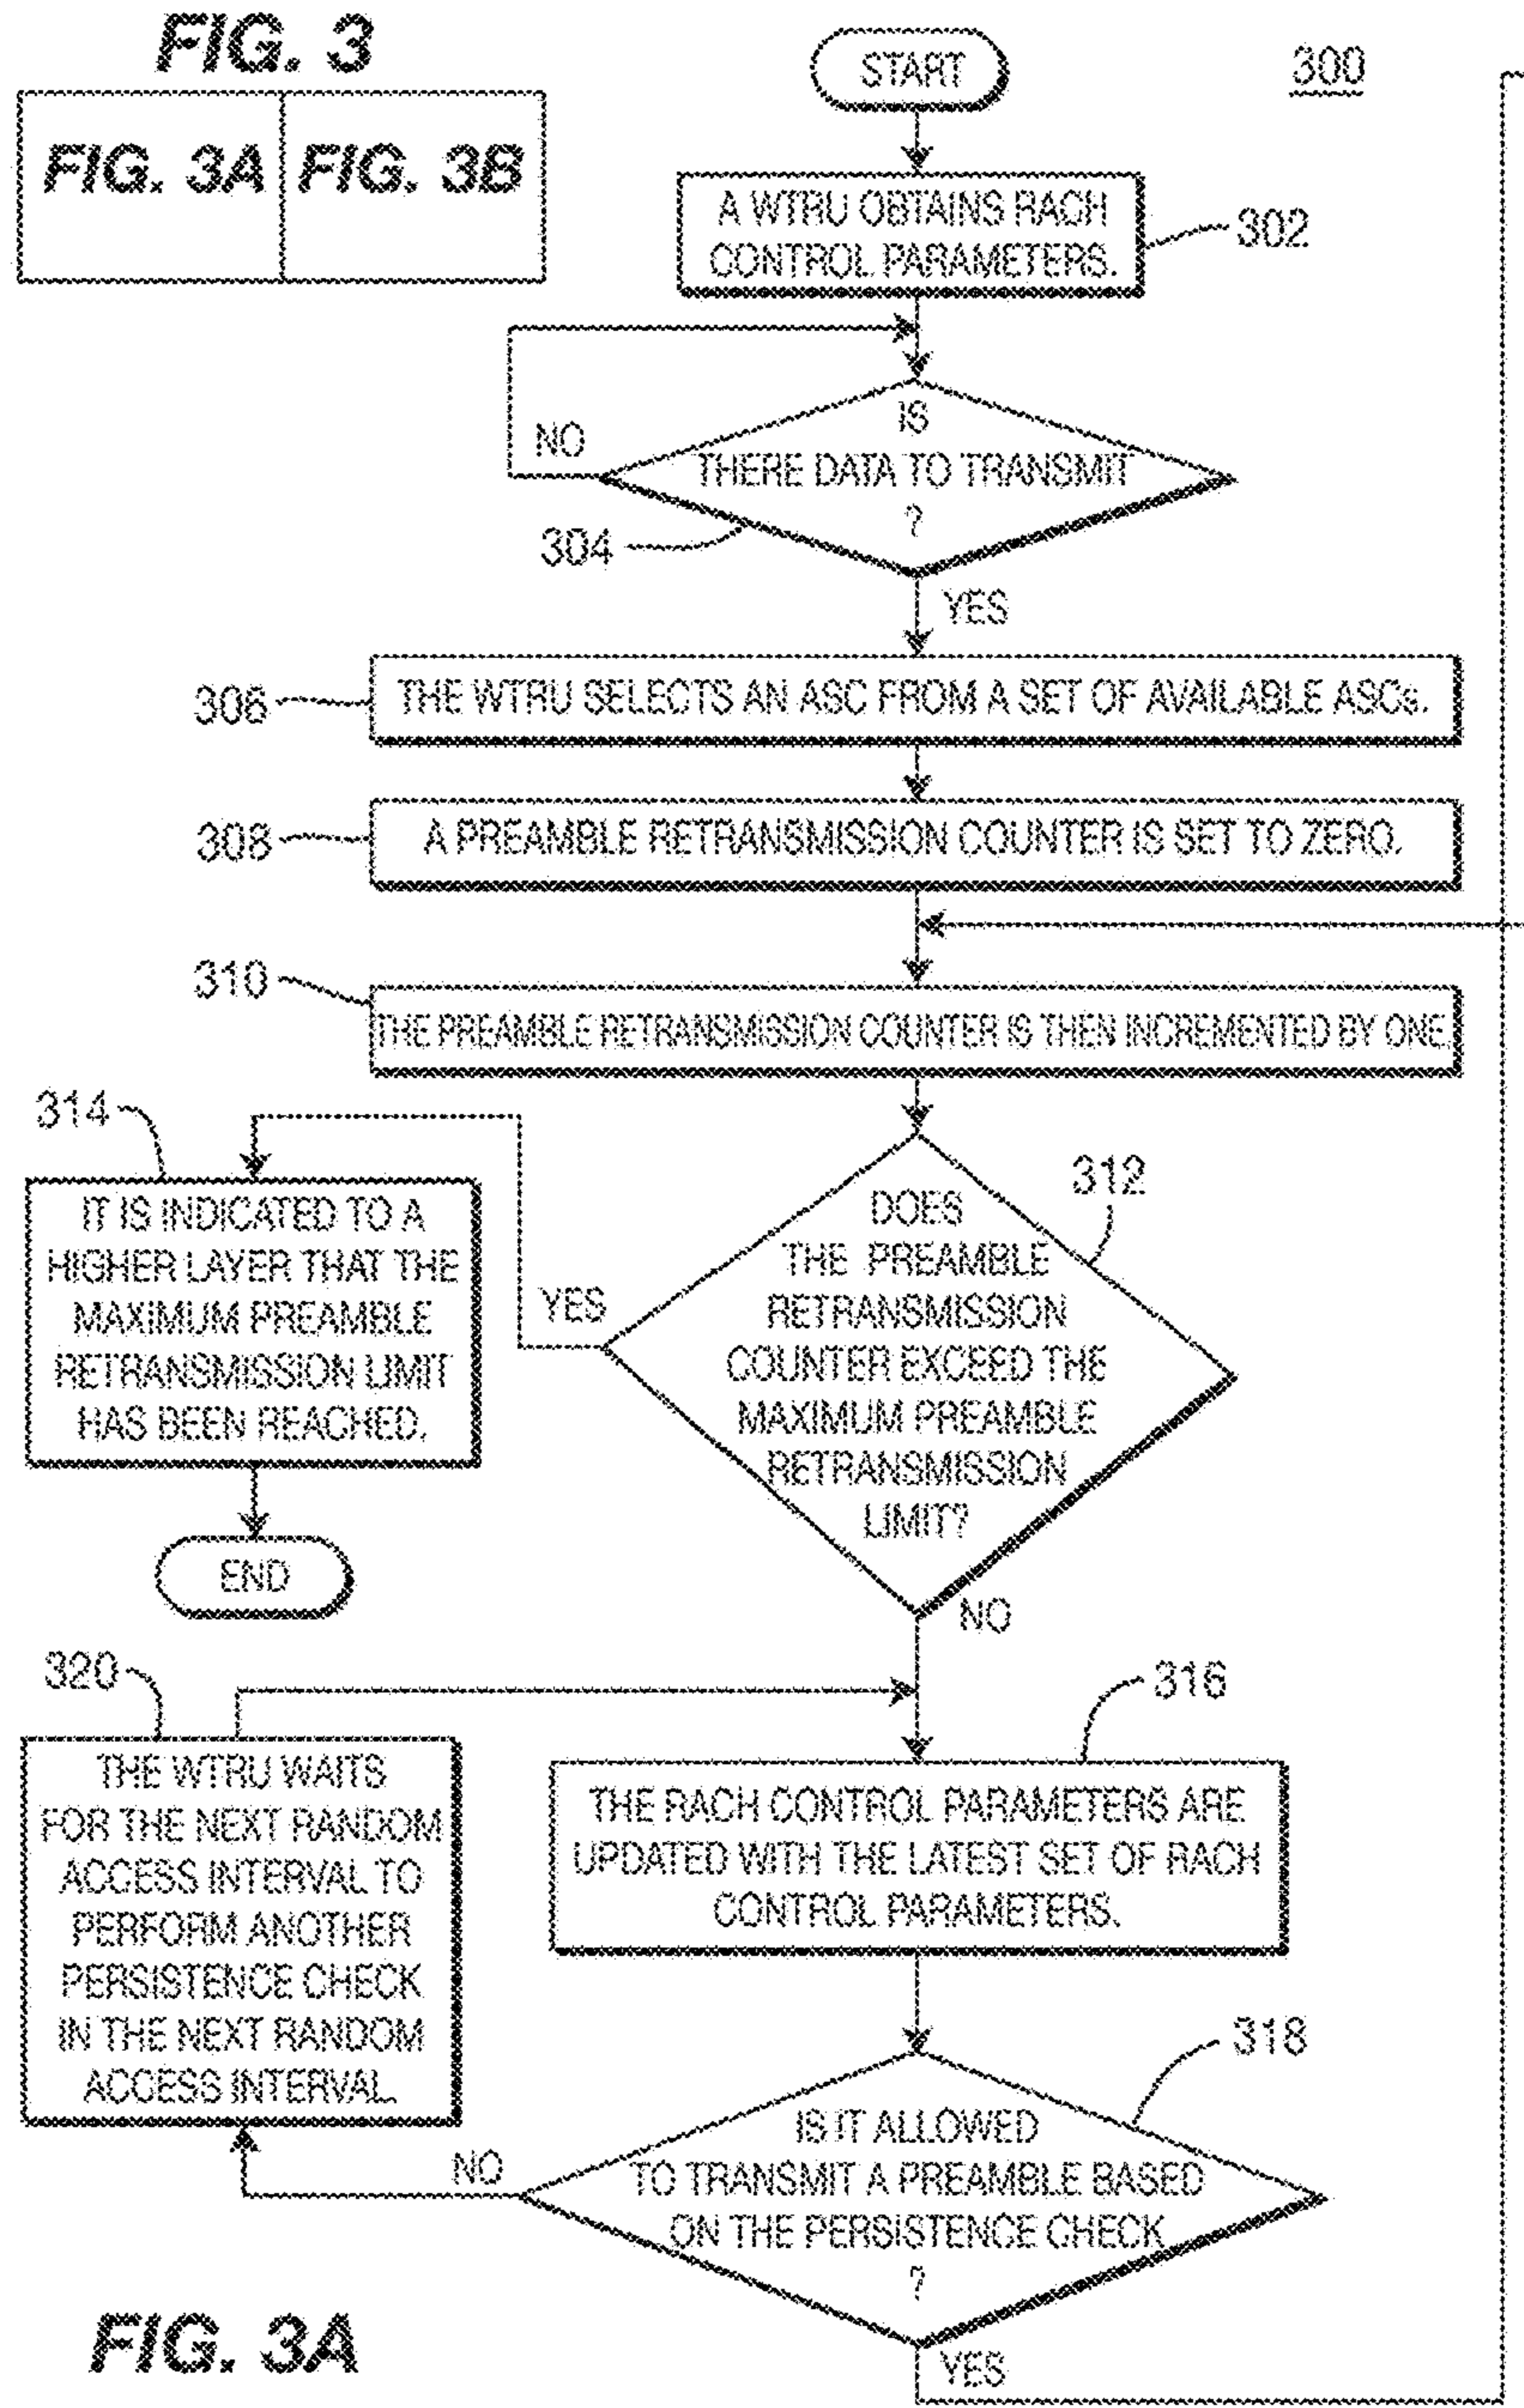 FIG. 3
FIG. 3A
FIG. 3B
START
300
A WTRU OBTAINS RACH
CONTROL PARAMETERS.
302
IS
THERE DATA TO TRANSMIT
?
NO
304
YES
306
THE WTRU SELECTS AN ASC FROM A SET OF AVAILABLE ASCs.
308
A PREAMBLE RETRANSMISSION COUNTER IS SET TO ZERO.
310
THE PREAMBLE RETRANSMISSION COUNTER IS THEN INCREMENTED BY ONE.
314
IT IS INDICATED TO A
HIGHER LAYER THAT THE
MAXIMUM PREAMBLE
RETRANSMISSION LIMIT
HAS BEEN REACHED.
END
YES
312
DOES
THE PREAMBLE
RETRANSMISSION
COUNTER EXCEED THE
MAXIMUM PREAMBLE
RETRANSMISSION
LIMIT?
NO
320
THE WTRU WAITS
FOR THE NEXT RANDOM
ACCESS INTERVAL TO
PERFORM ANOTHER
PERSISTENCE CHECK
IN THE NEXT RANDOM
ACCESS INTERVAL.
316
THE RACH CONTROL PARAMETERS ARE
UPDATED WITH THE LATEST SET OF RACH
CONTROL PARAMETERS.
318
IS IT ALLOWED
TO TRANSMIT A PREAMBLE BASED
ON THE PERSISTENCE CHECK
?
NO
YES
FIG. 3A